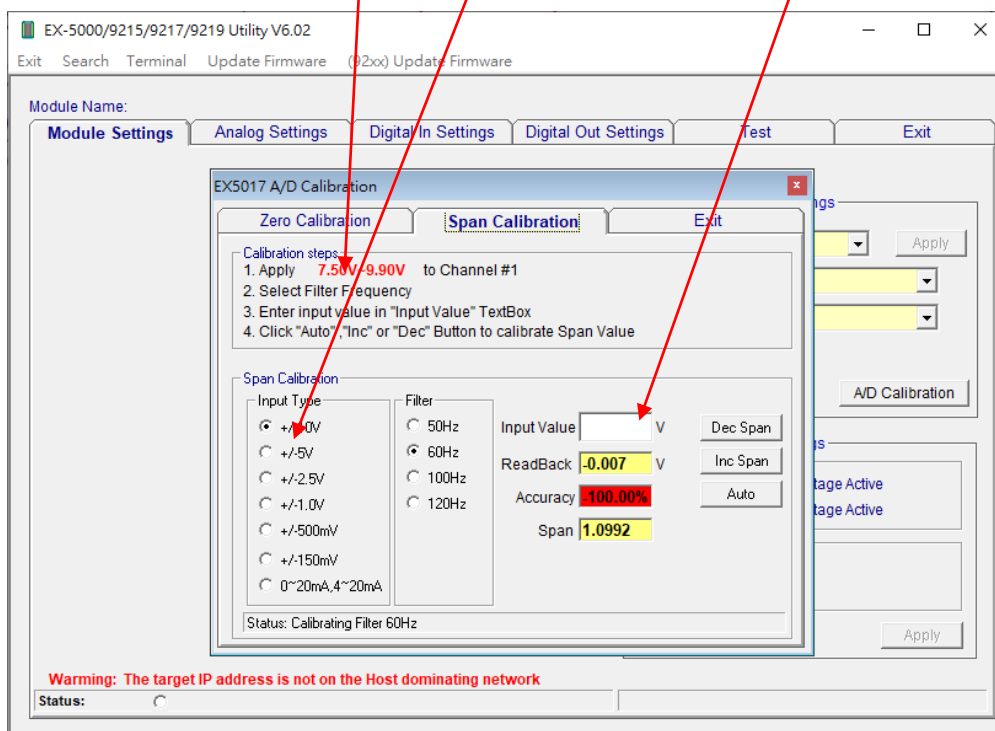 EX-5000/9215/9217/9219 Utility V6.02
Exit Search Terminal Update Firmware (92xx) Update Firmware
Module Name:
Module Settings Analog Settings Digital In Settings Digital Out Settings Test Exit
EX5017 A/D Calibration
Zero Calibration Span Calibration Exit
Calibration steps
1. Apply 7.50V~9.90V to Channel #1
2. Select Filter Frequency
3. Enter input value in "Input Value" TextBox
4. Click "Auto","Inc" or "Dec" Button to calibrate Span Value
Apply
A/D Calibration
Span Calibration
Input Type
+/-5V
+/-2.5V
+/-1.0V
+/-500mV
+/-150mV
0~20mA,4~20mA
Filter
50Hz
60Hz
100Hz
120Hz
Input Value V
ReadBack -0.007 V
Accuracy -100.00%
Span 1.0992
Dec Span
Inc Span
Auto
tage Active
tage Active
Status: Calibrating Filter 60Hz
Apply
Warming: The target IP address is not on the Host dominating network
Status: